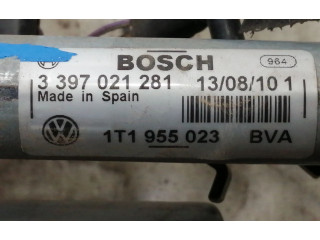 BOSCH 964
3 397 021 281 13/08/10 1
Made in Spain
1T1 955 023 BVA